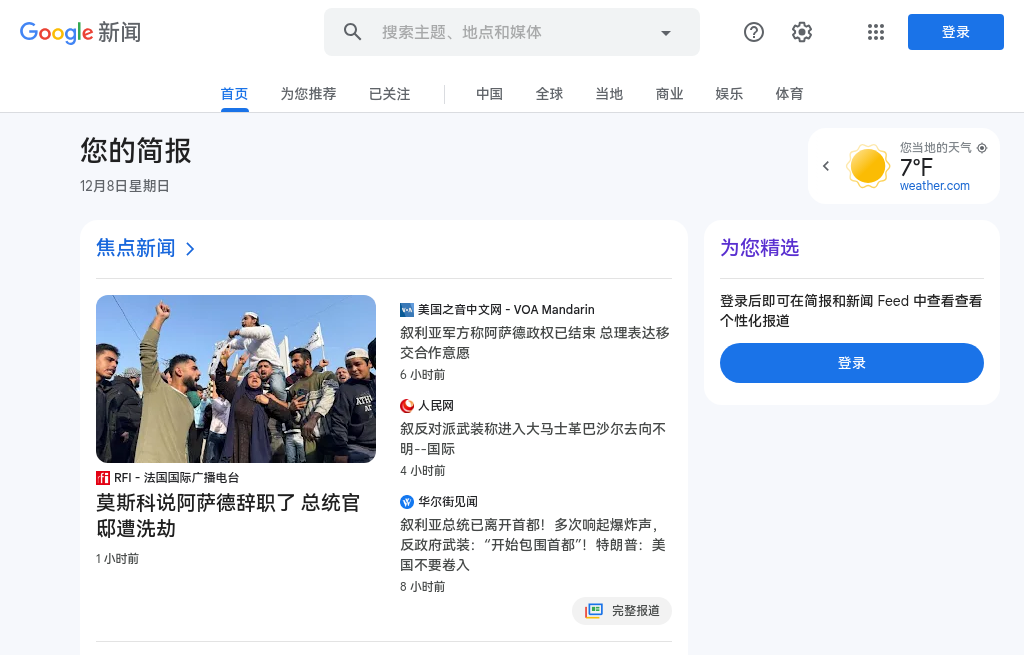 Google 新闻
搜索主题、地点和媒体
登录
首页 为您推荐 已关注 中国 全球 当地 商业 娱乐 体育
您的简报
12月8日星期日
您当地的天气
7°F
weather.com
焦点新闻
RFI - 法国国际广播电台
莫斯科说阿萨德辞职了 总统官
邸遭洗劫
1 小时前
美国之音中文网 - VOA Mandarin
叙利亚军方称阿萨德政权已结束 总理表达移
交合作意愿
6 小时前
人民网
叙反对派武装称进入大马士革巴沙尔去向不
明--国际
4 小时前
华尔街见闻
叙利亚总统已离开首都！多次响起爆炸声，
反政府武装：“开始包围首都”！特朗普：美
国不要卷入
8 小时前
完整报道
为您精选
登录后即可在简报和新闻 Feed 中查看查看
个性化报道
登录